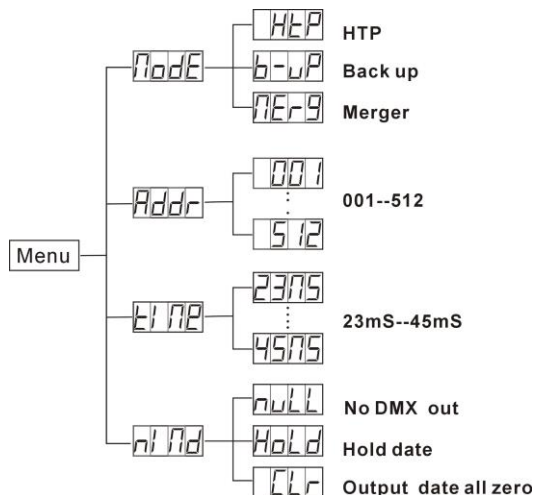 HtP HTP
ModE b-uP Back up
MErg Merger
001
Addr 001--512
512
Menu
23MS
tIME 23mS--45mS
45MS
nuLL No DMX out
nIMd HoLd Hold date
CLr Output date all zero